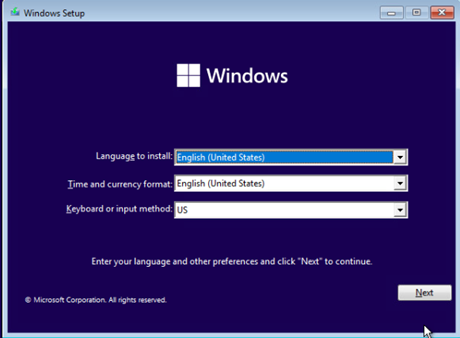 Windows Setup
Windows
Language to install: English (United States)
Time and currency format: English (United States)
Keyboard or input method: US
Enter your language and other preferences and click "Next" to continue.
Next
© Microsoft Corporation. All rights reserved.